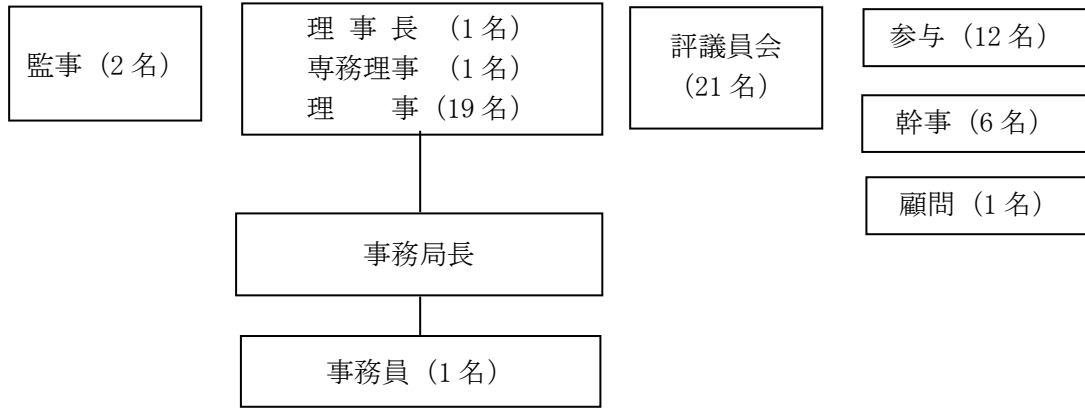 監事（2名）
理 事 長 （1名）
専務理事 （1名）
理　　事（19名）
評議員会
（21名）
参与（12名）
幹事（6名）
顧問（1名）
事務局長
事務員（1名）